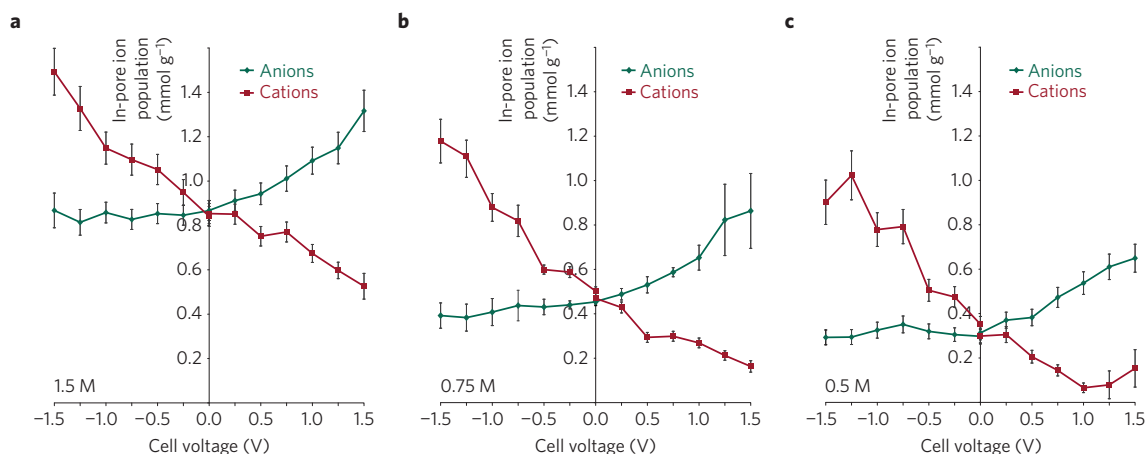 a
In-pore ion
population
(mmol g⁻¹)
Anions
Cations
1.4
1.2
1.0
0.8
0.6
0.4
0.2
1.5 M
−1.5 −1.0 −0.5 0.0 0.5 1.0 1.5
Cell voltage (V)
b
In-pore ion
population
(mmol g⁻¹)
Anions
Cations
1.4
1.2
1.0
0.8
0.6
0.4
0.2
0.75 M
−1.5 −1.0 −0.5 0.0 0.5 1.0 1.5
Cell voltage (V)
c
In-pore ion
population
(mmol g⁻¹)
Anions
Cations
1.4
1.2
1.0
0.8
0.6
0.4
0.2
0.5 M
−1.5 −1.0 −0.5 0.0 0.5 1.0 1.5
Cell voltage (V)